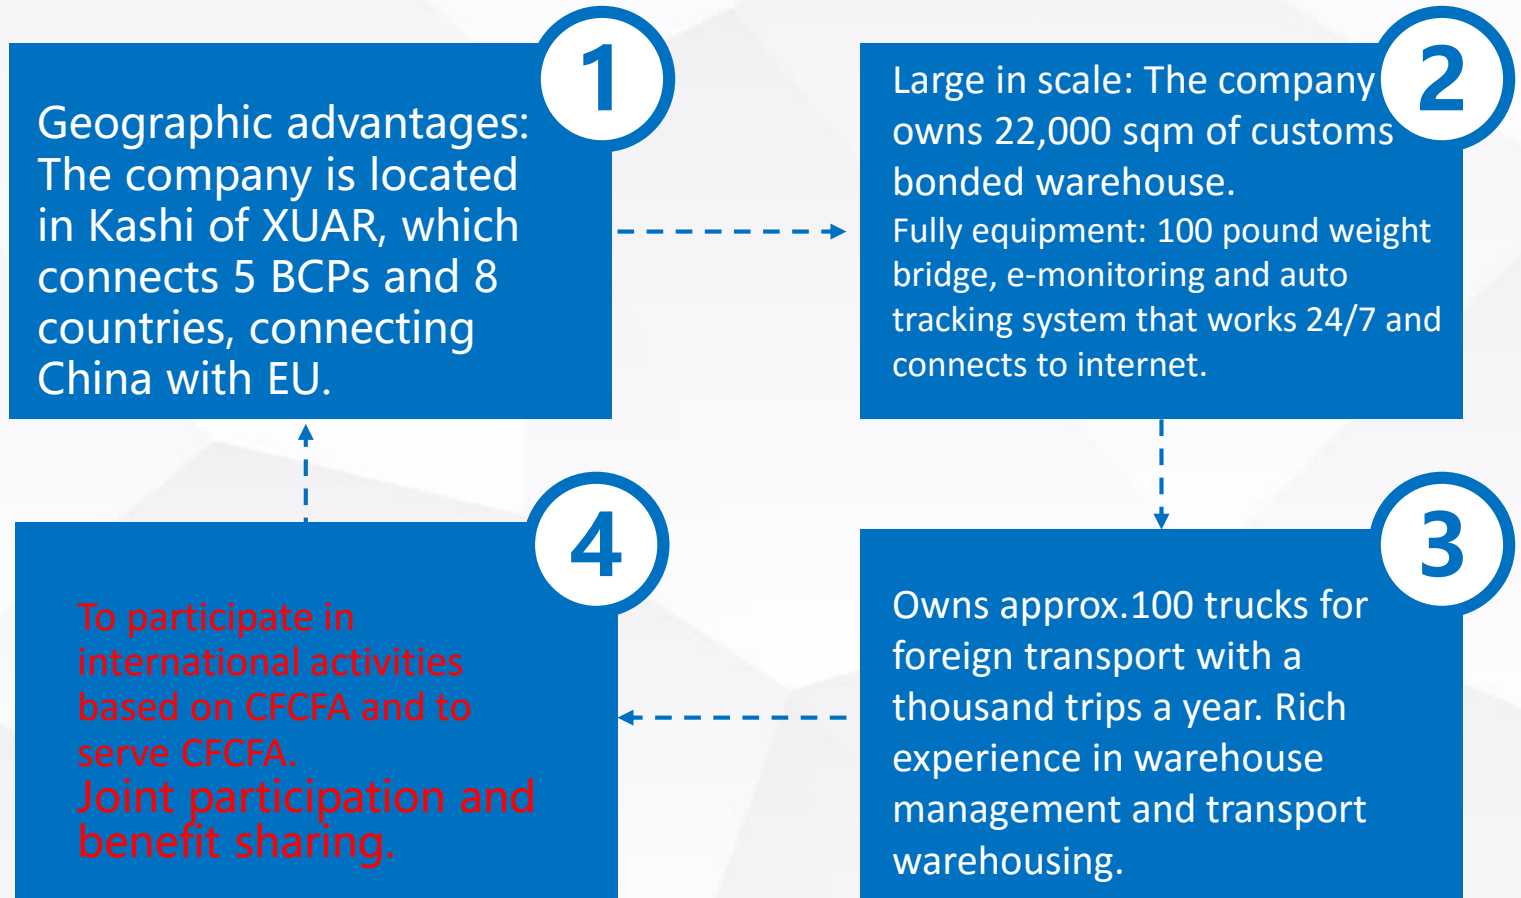 1
Geographic advantages:
The company is located
in Kashi of XUAR, which
connects 5 BCPs and 8
countries, connecting
China with EU.
2
Large in scale: The company
owns 22,000 sqm of customs
bonded warehouse.
Fully equipment: 100 pound weight
bridge, e-monitoring and auto
tracking system that works 24/7 and
connects to internet.
3
Owns approx.100 trucks for
foreign transport with a
thousand trips a year. Rich
experience in warehouse
management and transport
warehousing.
4
To participate in
international activities
based on CFCFA and to
serve CFCFA.
Joint participation and
benefit sharing.